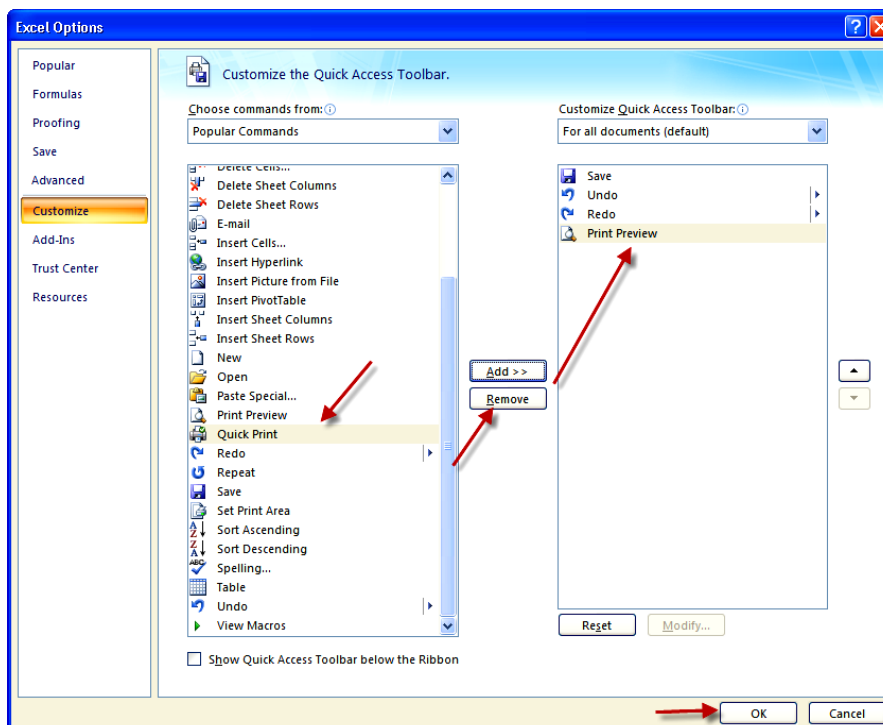 Excel Options
Popular
Formulas
Proofing
Save
Advanced
Customize
Add-Ins
Trust Center
Resources
Customize the Quick Access Toolbar.
Choose commands from:
Popular Commands
Delete Cells...
Delete Sheet Columns
Delete Sheet Rows
E-mail
Insert Cells...
Insert Hyperlink
Insert Picture from File
Insert PivotTable
Insert Sheet Columns
Insert Sheet Rows
New
Open
Paste Special...
Print Preview
Quick Print
Redo
Repeat
Save
Set Print Area
Sort Ascending
Sort Descending
Spelling...
Table
Undo
View Macros
Show Quick Access Toolbar below the Ribbon
Add >>
Remove
Customize Quick Access Toolbar:
For all documents (default)
Save
Undo
Redo
Print Preview
Reset
Modify...
OK
Cancel